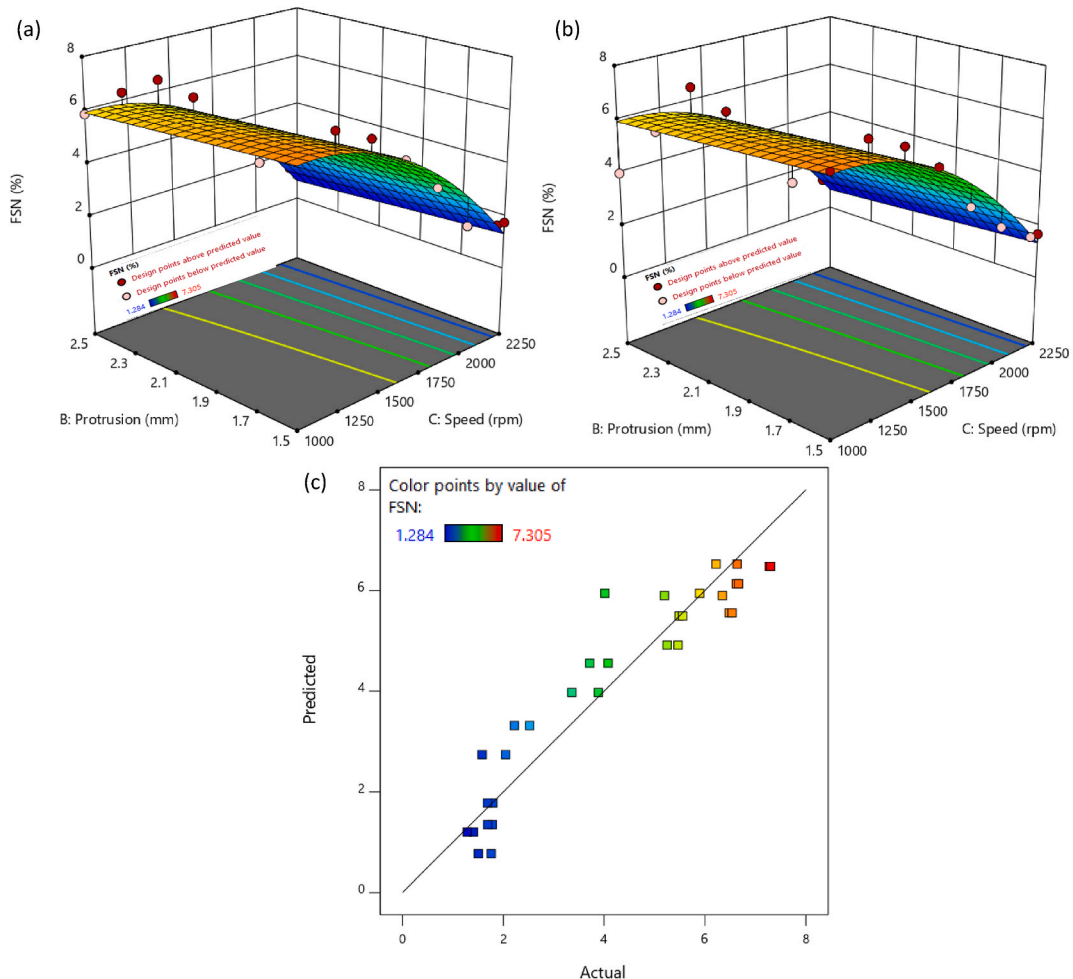 (a)
8
6
4
2
0
FSN (%)
FSN (%)
Design points above predicted value
Design points below predicted value
1.284 7.305
2.5
2.3
2.1
1.9
1.7
1.5
B: Protrusion (mm)
1000
1250
1500
1750
2000
2250
C: Speed (rpm)
(b)
8
6
4
2
0
FSN (%)
FSN (%)
Design points above predicted value
Design points below predicted value
1.284 7.305
2.5
2.3
2.1
1.9
1.7
1.5
B: Protrusion (mm)
1000
1250
1500
1750
2000
2250
C: Speed (rpm)
(c)
Color points by value of
FSN:
1.284 7.305
8
6
4
2
0
Predicted
0 2 4 6 8
Actual